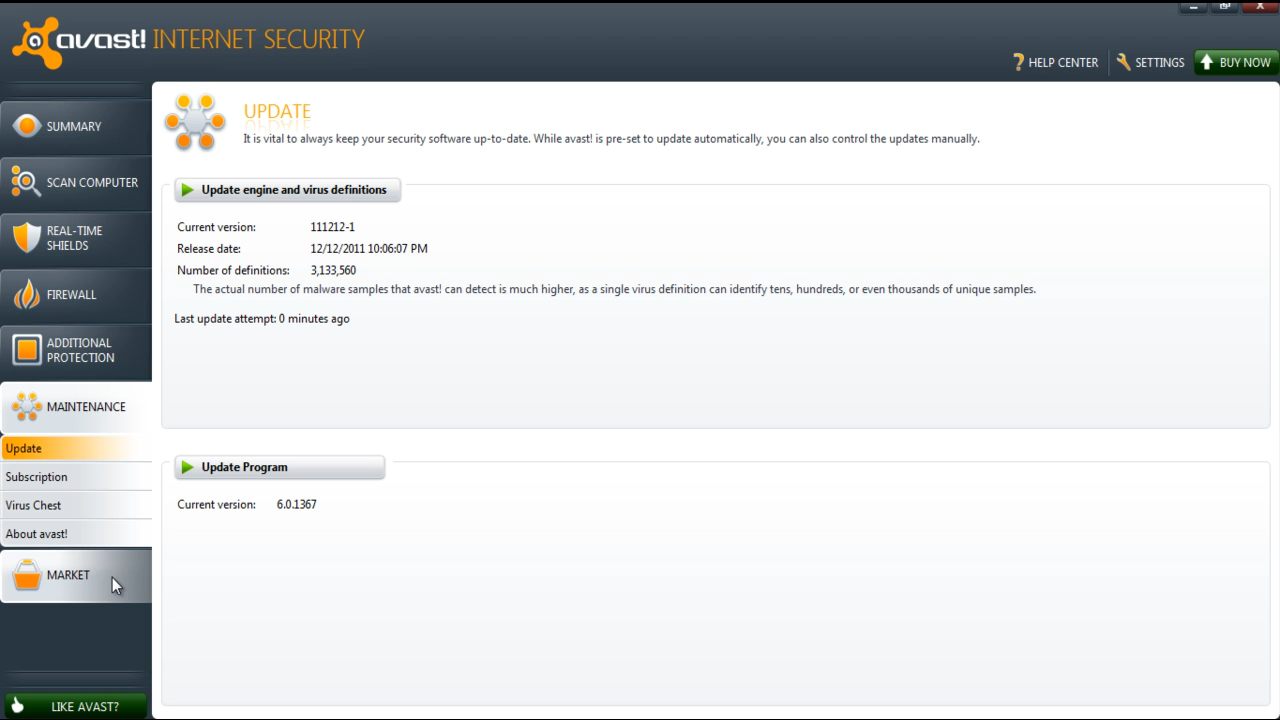 avast! INTERNET SECURITY
HELP CENTER
SETTINGS
BUY NOW
SUMMARY
SCAN COMPUTER
REAL-TIME
SHIELDS
FIREWALL
ADDITIONAL
PROTECTION
MAINTENANCE
Update
Subscription
Virus Chest
About avast!
MARKET
LIKE AVAST?
UPDATE
It is vital to always keep your security software up-to-date. While avast! is pre-set to update automatically, you can also control the updates manually.
Update engine and virus definitions
Current version: 111212-1
Release date: 12/12/2011 10:06:07 PM
Number of definitions: 3,133,560
The actual number of malware samples that avast! can detect is much higher, as a single virus definition can identify tens, hundreds, or even thousands of unique samples.
Last update attempt: 0 minutes ago
Update Program
Current version: 6.0.1367